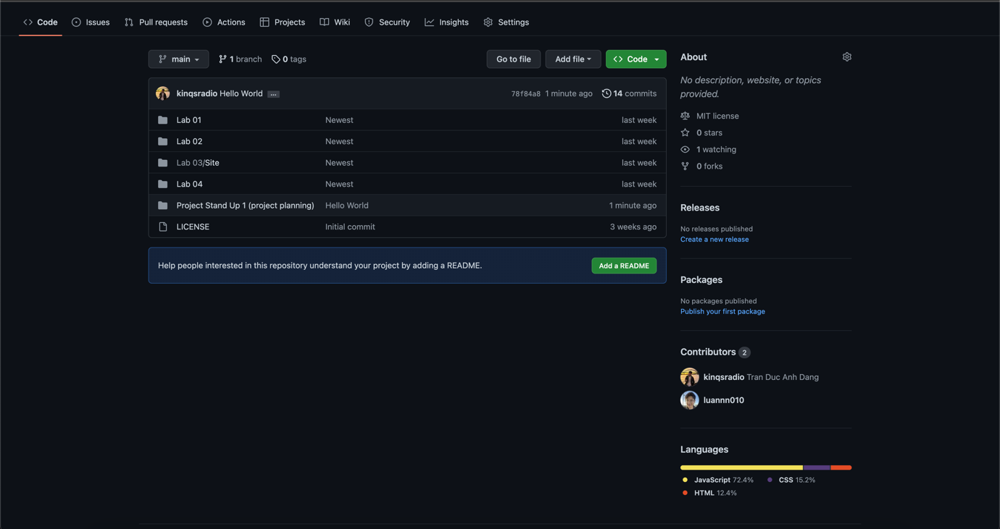 Code Issues Pull requests Actions Projects Wiki Security Insights Settings
main 1 branch 0 tags Go to file Add file Code
kinqsradio Hello World ... 78f84a8 1 minute ago 14 commits
Lab 01 Newest last week
Lab 02 Newest last week
Lab 03/Site Newest last week
Lab 04 Newest last week
Project Stand Up 1 (project planning) Hello World 1 minute ago
LICENSE Initial commit 3 weeks ago
Help people interested in this repository understand your project by adding a README. Add a README
About
No description, website, or topics
provided.
MIT license
0 stars
1 watching
0 forks
Releases
No releases published
Create a new release
Packages
No packages published
Publish your first package
Contributors 2
kinqsradio Tran Duc Anh Dang
luannn010
Languages
JavaScript 72.4% CSS 15.2%
HTML 12.4%